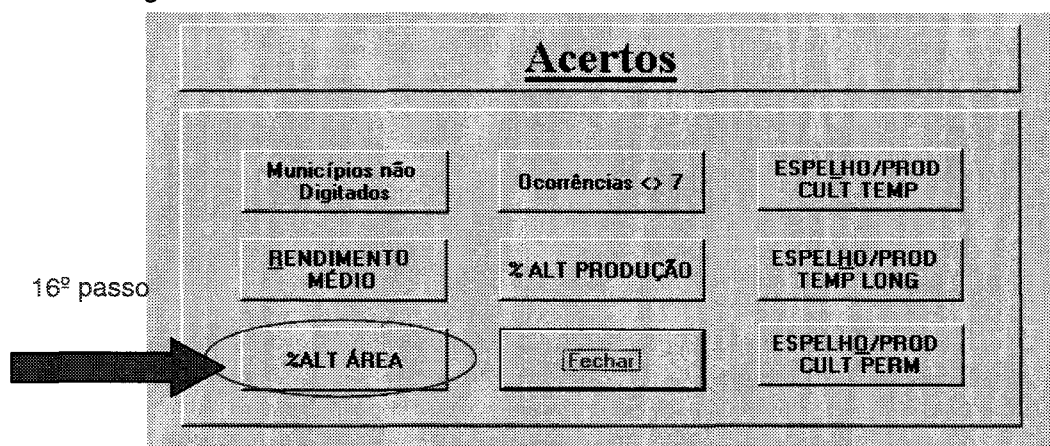 Acertos
Municípios não
Digitados
Ocorrências <> 7
ESPELHO/PROD
CULT TEMP
RENDIMENTO
MÉDIO
% ALT PRODUÇÃO
ESPELHO/PROD
TEMP LONG
16º passo
%ALT ÁREA
Fechar
ESPELHO/PROD
CULT PERM